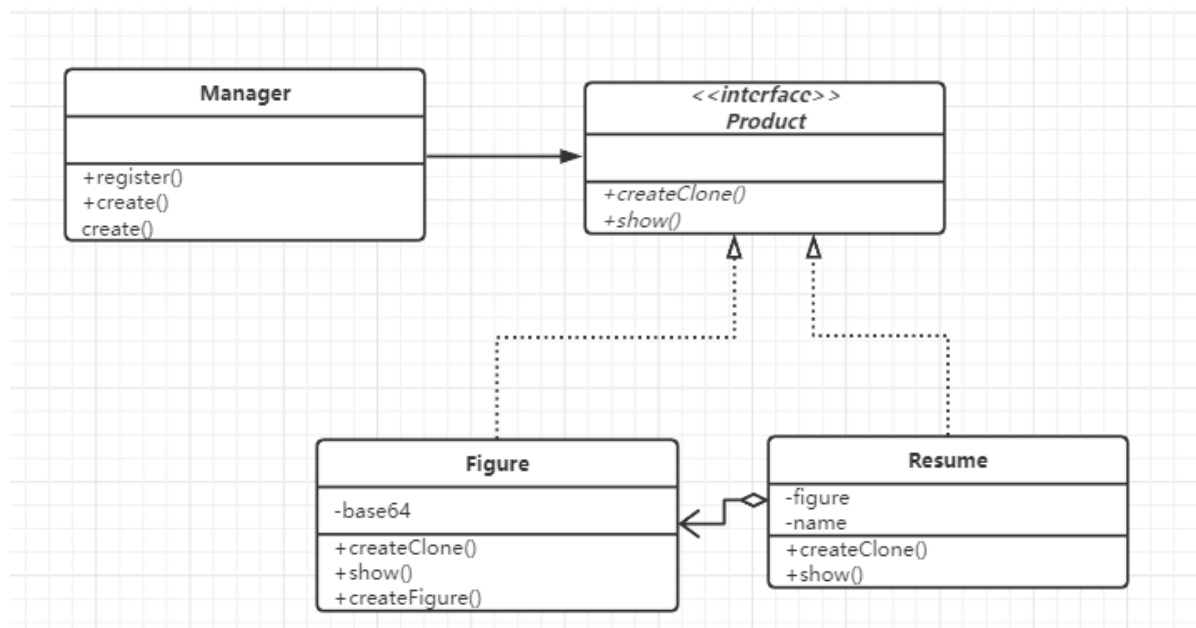 Manager
+register()
+create()
create()
<<interface>>
Product
+createClone()
+show()
Figure
-base64
+createClone()
+show()
+createFigure()
Resume
-figure
-name
+createClone()
+show()